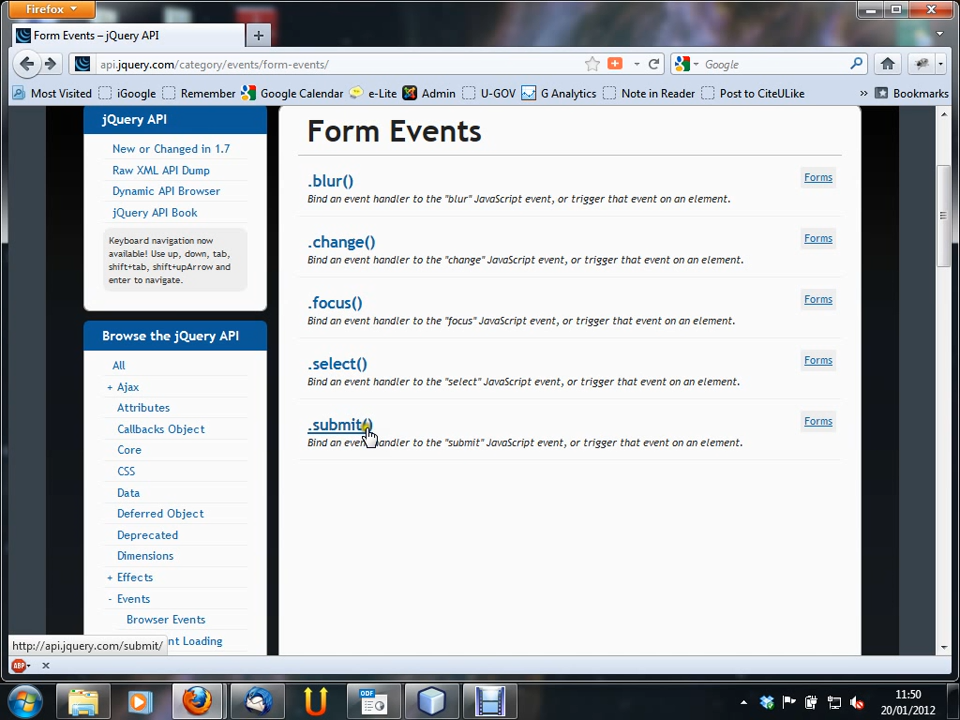 Firefox
Form Events – jQuery API
api.jquery.com/category/events/form-events/
Google
Most Visited
iGoogle
Remember
Google Calendar
e-Lite
Admin
U-GOV
G Analytics
Note in Reader
Post to CiteULike
»
Bookmarks
jQuery API
New or Changed in 1.7
Raw XML API Dump
Dynamic API Browser
jQuery API Book
Keyboard navigation now
available! Use up, down, tab,
shift+tab, shift+upArrow and
enter to navigate.
Browse the jQuery API
All
+ Ajax
Attributes
Callbacks Object
Core
CSS
Data
Deferred Object
Deprecated
Dimensions
+ Effects
- Events
Browser Events
nt Loading
Form Events
.blur()
Forms
Bind an event handler to the "blur" JavaScript event, or trigger that event on an element.
.change()
Forms
Bind an event handler to the "change" JavaScript event, or trigger that event on an element.
.focus()
Forms
Bind an event handler to the "focus" JavaScript event, or trigger that event on an element.
.select()
Forms
Bind an event handler to the "select" JavaScript event, or trigger that event on an element.
.submit()
Forms
Bind an event handler to the "submit" JavaScript event, or trigger that event on an element.
http://api.jquery.com/submit/
ABP
ODF
11:50
20/01/2012